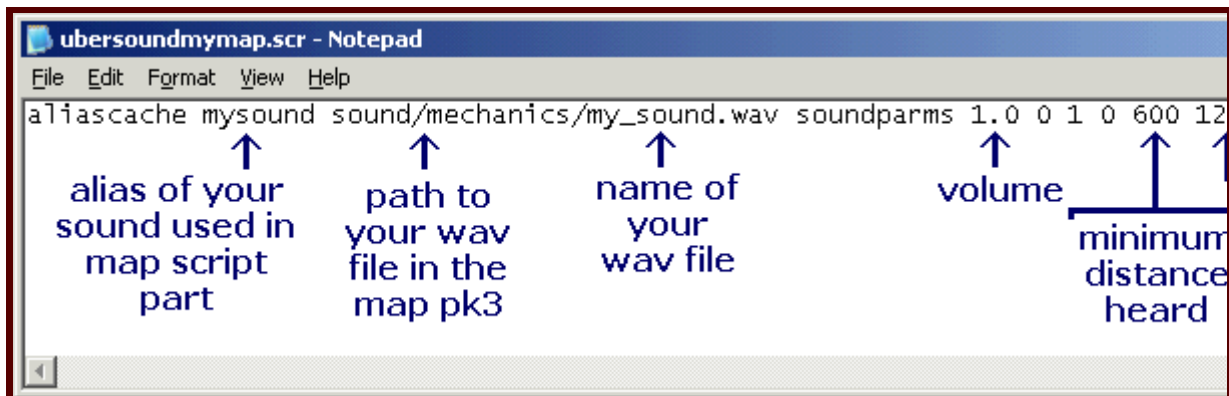 ubersoundmymap.scr - Notepad
File Edit Format View Help
aliascache mysound sound/mechanics/my_sound.wav soundparms 1.0 0 1 0 600 12
alias of your
sound used in
map script
part
path to
your wav
file in the
map pk3
name of
your
wav file
volume
minimum
distance
heard